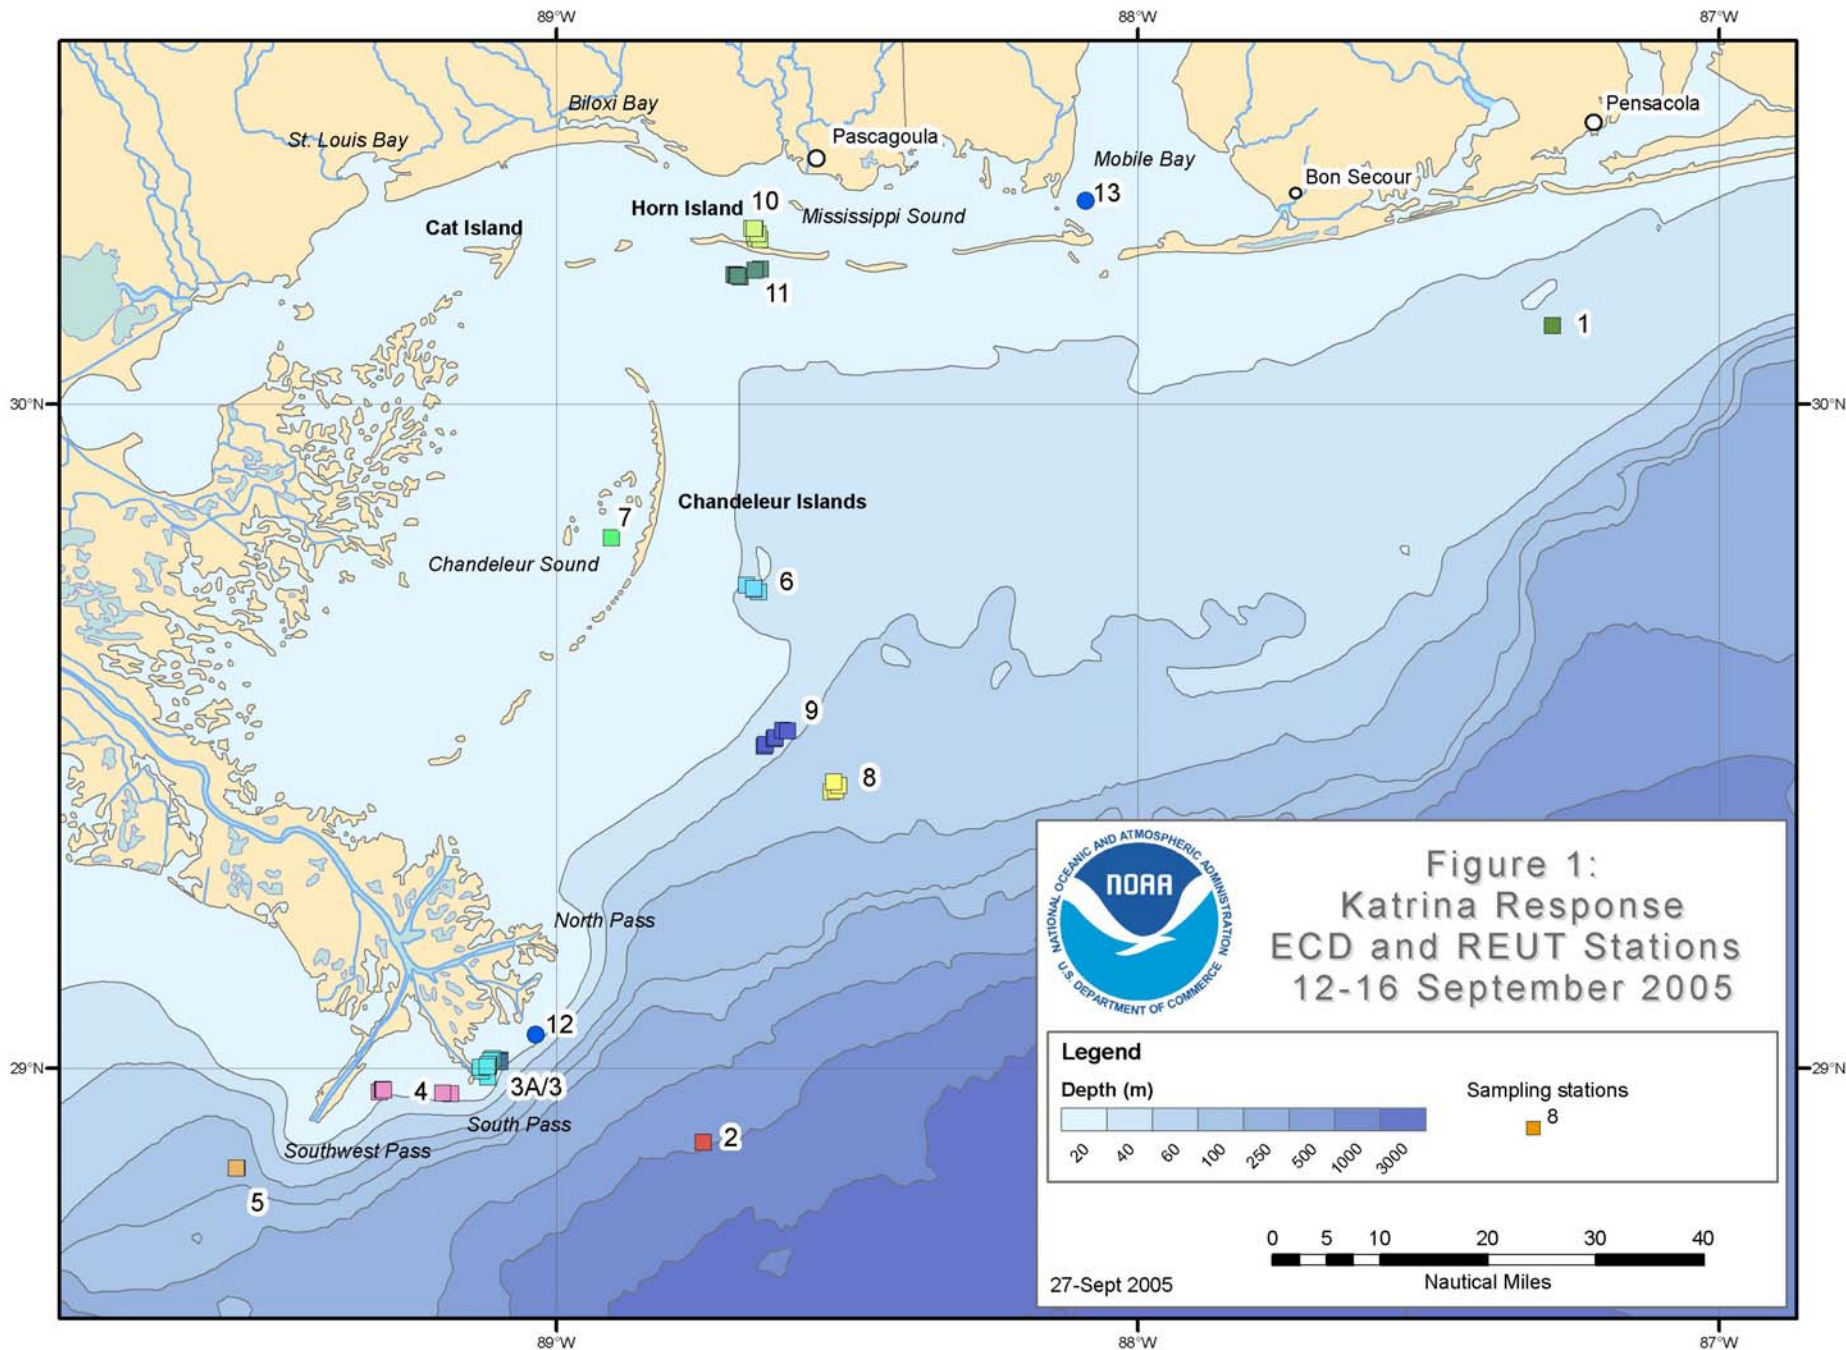 89°W
88°W
87°W
Biloxi Bay
Pensacola
St. Louis Bay
Pascagoula
Mobile Bay
Bon Secour
13
10
Horn Island
Mississippi Sound
Cat Island
11
1
30°N
30°N
Chandeleur Islands
7
Chandeleur Sound
6
9
8
North Pass
12
29°N
29°N
4
3A/3
South Pass
2
Southwest Pass
5
NATIONAL OCEANIC AND ATMOSPHERIC ADMINISTRATION
NOAA
U.S. DEPARTMENT OF COMMERCE
Figure 1:
Katrina Response
ECD and REUT Stations
12-16 September 2005
Legend
Depth (m)
20 40 60 100 250 500 1000 3000
Sampling stations
8
0 5 10 20 30 40
Nautical Miles
27-Sept 2005
89°W
88°W
87°W